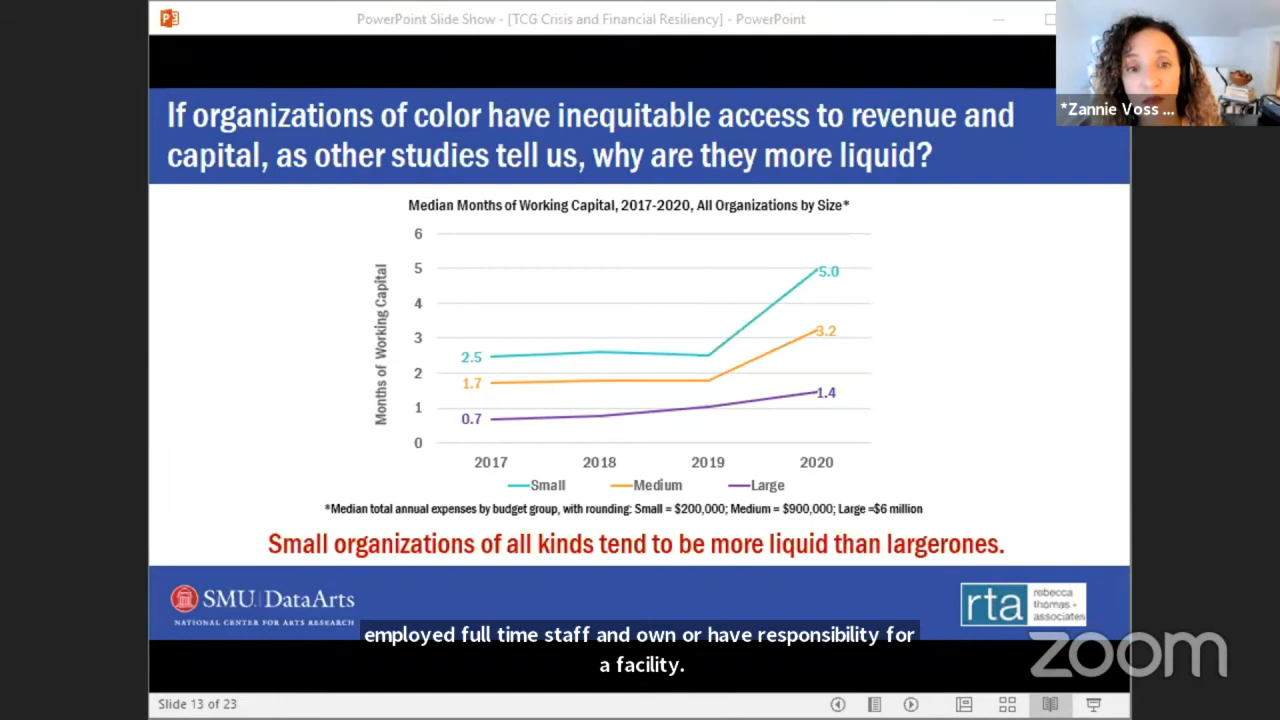 PowerPoint Slide Show - [TCG Crisis and Financial Resiliency] - PowerPoint
*Zannie Voss ...
If organizations of color have inequitable access to revenue and
capital, as other studies tell us, why are they more liquid?
Median Months of Working Capital, 2017-2020, All Organizations by Size*
Months of Working Capital
6
5
4
3
2
1
0
5.0
3.2
2.5
1.7
1.4
0.7
2017 2018 2019 2020
Small Medium Large
*Median total annual expenses by budget group, with rounding: Small = $200,000; Medium = $900,000; Large =$6 million
Small organizations of all kinds tend to be more liquid than largerones.
SMU DataArts
NATIONAL CENTER FOR ARTS RESEARCH
rta
rebecca
thomas +
associates
employed full time staff and own or have responsibility for
a facility.
zoom
Slide 13 of 23